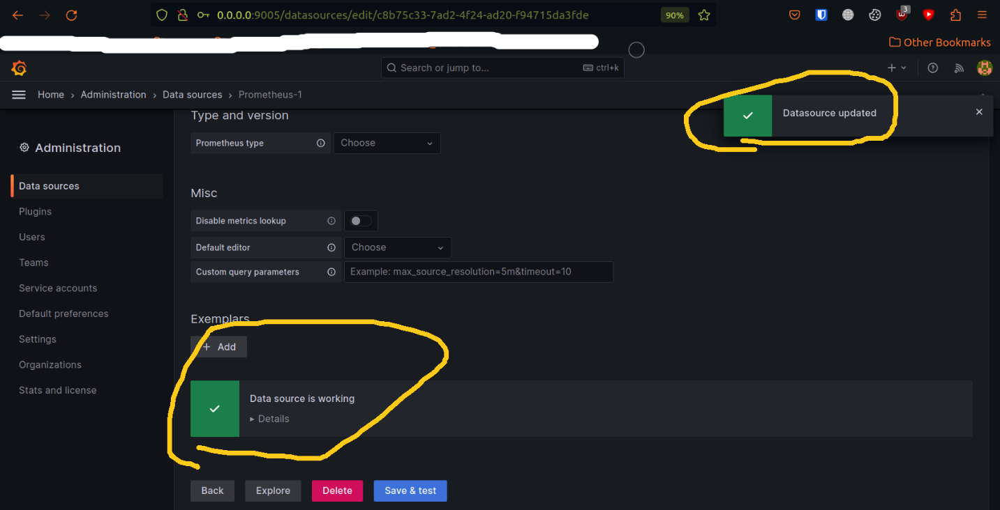 0.0.0.0:9005/datasources/edit/c8b75c33-7ad2-4f24-ad20-f94715da3fde
90%
3
Other Bookmarks
Search or jump to...
ctrl+k
Home › Administration › Data sources › Prometheus-1
Datasource updated
Administration
Data sources
Plugins
Users
Teams
Service accounts
Default preferences
Settings
Organizations
Stats and license
Type and version
Prometheus type
Choose
Misc
Disable metrics lookup
Default editor
Choose
Custom query parameters
Example: max_source_resolution=5m&timeout=10
Exemplars
+ Add
Data source is working
Details
Back
Explore
Delete
Save & test